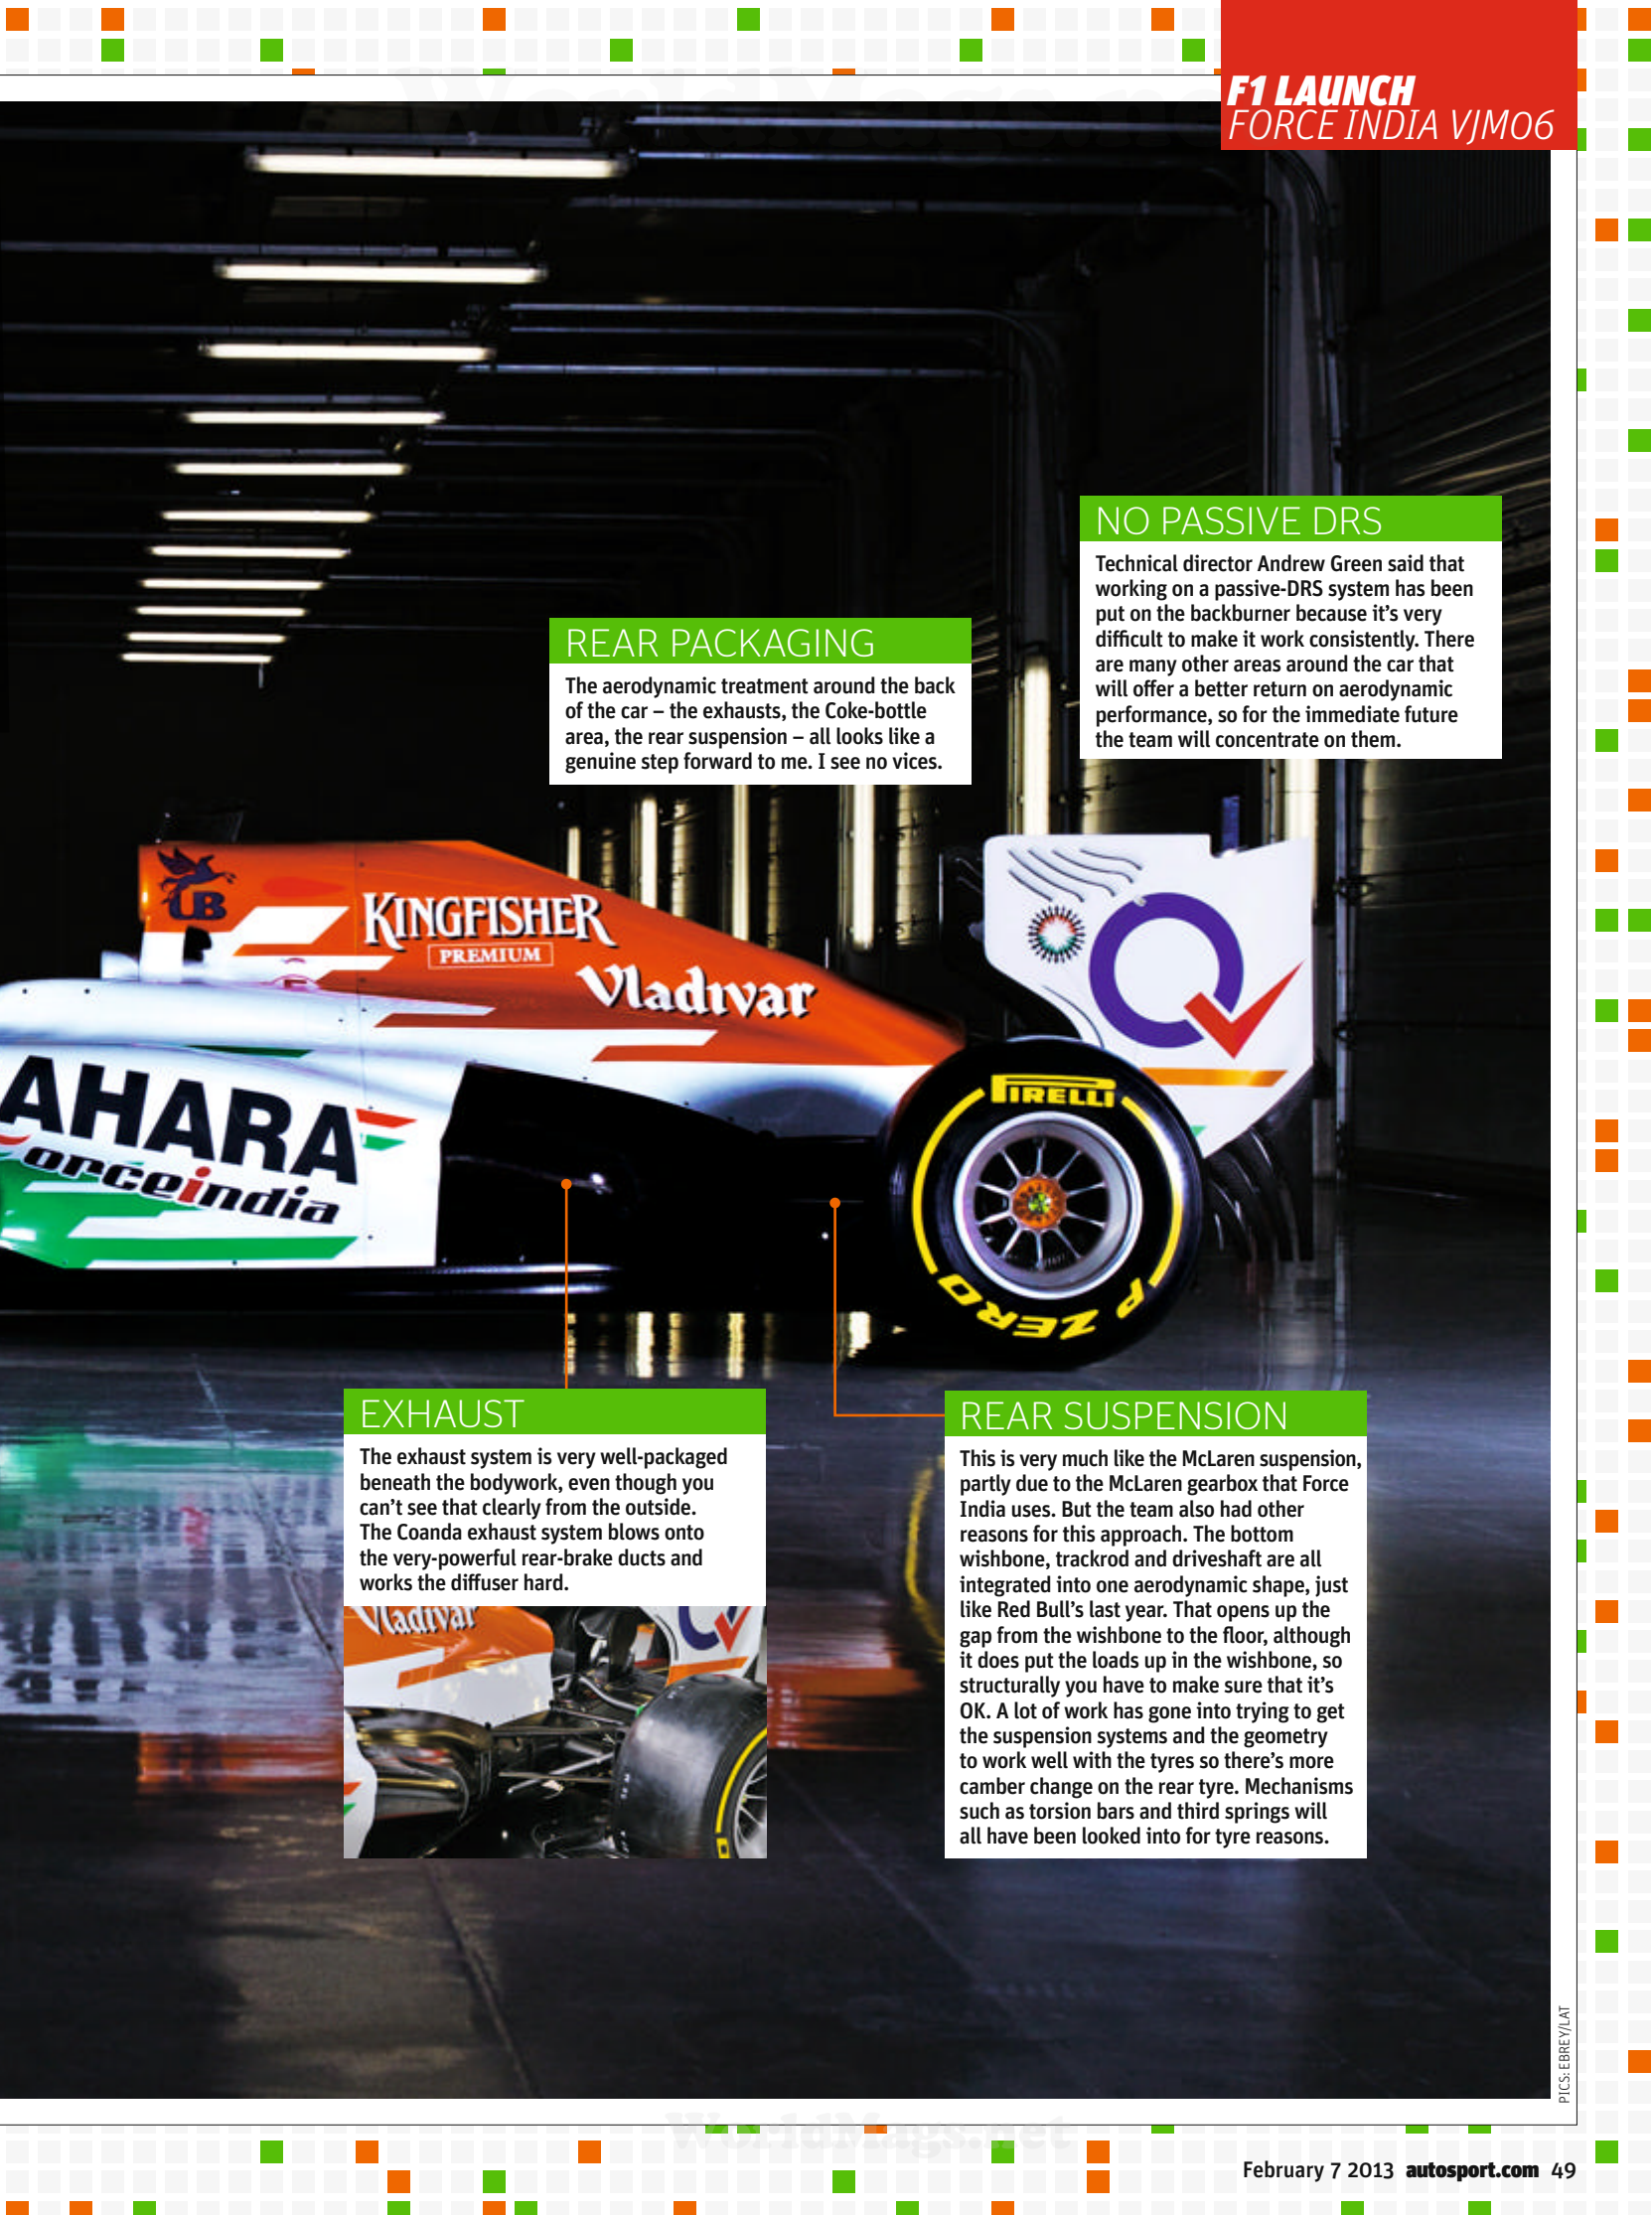 F1 LAUNCH
FORCE INDIA VJM06
NO PASSIVE DRS
Technical director Andrew Green said that
working on a passive-DRS system has been
put on the backburner because it's very
difficult to make it work consistently. There
are many other areas around the car that
will offer a better return on aerodynamic
performance, so for the immediate future
the team will concentrate on them.
REAR PACKAGING
The aerodynamic treatment around the back
of the car – the exhausts, the Coke-bottle
area, the rear suspension – all looks like a
genuine step forward to me. I see no vices.
UB
KINGFISHER
PREMIUM
Vladivar
AHARA
orceindia
PIRELLI
P ZERO
EXHAUST
The exhaust system is very well-packaged
beneath the bodywork, even though you
can't see that clearly from the outside.
The Coanda exhaust system blows onto
the very-powerful rear-brake ducts and
works the diffuser hard.
Vladivar
REAR SUSPENSION
This is very much like the McLaren suspension,
partly due to the McLaren gearbox that Force
India uses. But the team also had other
reasons for this approach. The bottom
wishbone, trackrod and driveshaft are all
integrated into one aerodynamic shape, just
like Red Bull's last year. That opens up the
gap from the wishbone to the floor, although
it does put the loads up in the wishbone, so
structurally you have to make sure that it's
OK. A lot of work has gone into trying to get
the suspension systems and the geometry
to work well with the tyres so there's more
camber change on the rear tyre. Mechanisms
such as torsion bars and third springs will
all have been looked into for tyre reasons.
PICS: EBREY/LAT
WorldMags.net
February 7 2013 autosport.com 49